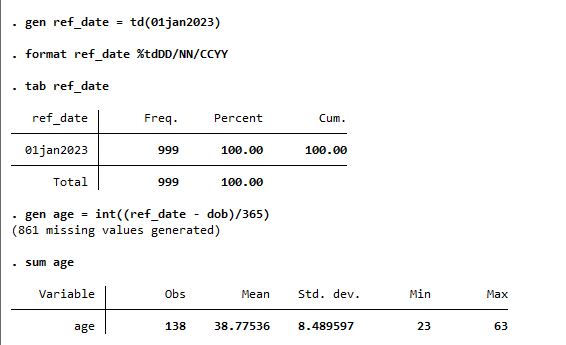 . gen ref_date = td(01jan2023)
. format ref_date %tdDD/NN/CCYY
. tab ref_date
ref_date Freq. Percent Cum.
01jan2023 999 100.00 100.00
Total 999 100.00
. gen age = int((ref_date - dob)/365)
(861 missing values generated)
. sum age
Variable Obs Mean Std. dev. Min Max
age 138 38.77536 8.489597 23 63